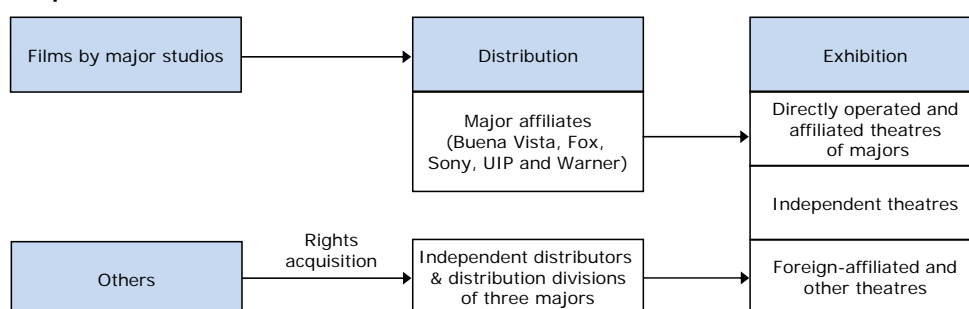 Films by major studios
Distribution
Exhibition
Major affiliates
(Buena Vista, Fox,
Sony, UIP and Warner)
Directly operated and
affiliated theatres
of majors
Independent theatres
Others
Rights
acquisition
Independent distributors
& distribution divisions
of three majors
Foreign-affiliated and
other theatres